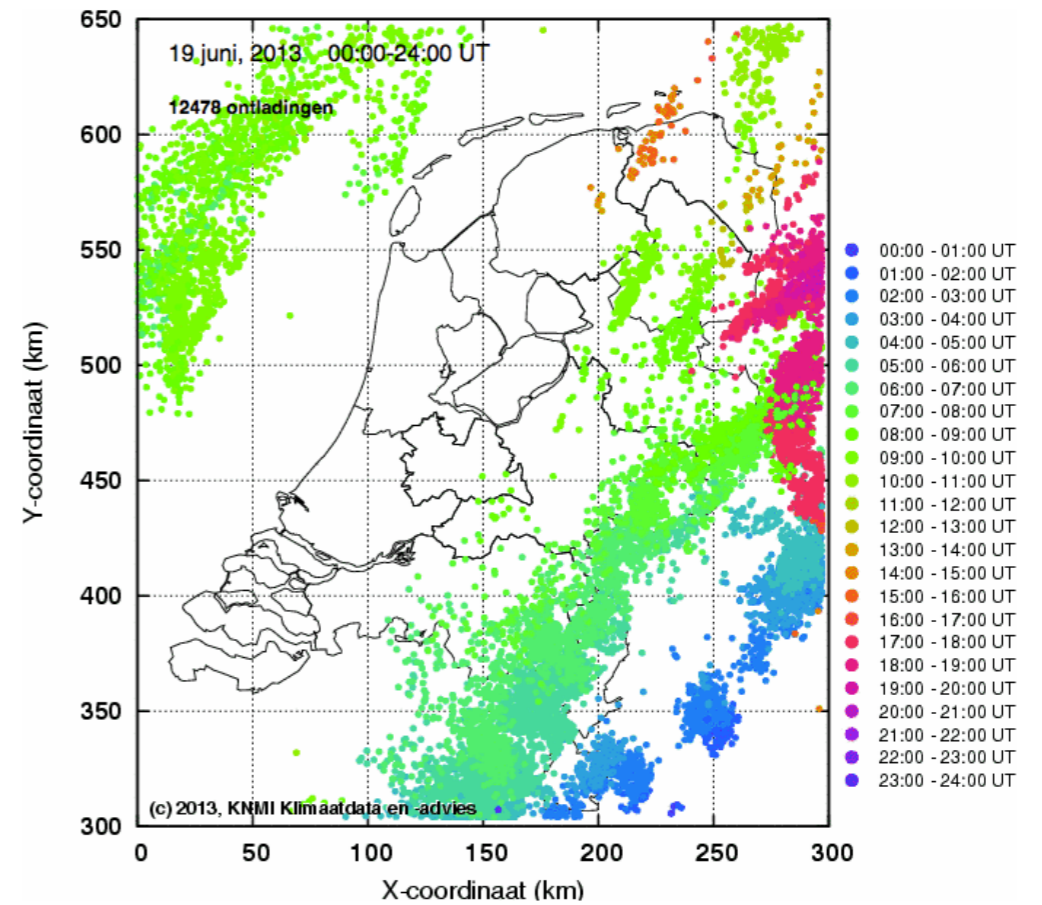 650
19 juni, 2013 00:00-24:00 UT
12478 ontladingen
600
550
500
450
400
350
300
Y-coordinaat (km)
(c) 2013, KNMI Klimaatdata en -advies
0 50 100 150 200 250 300
X-coordinaat (km)
00:00 - 01:00 UT
01:00 - 02:00 UT
02:00 - 03:00 UT
03:00 - 04:00 UT
04:00 - 05:00 UT
05:00 - 06:00 UT
06:00 - 07:00 UT
07:00 - 08:00 UT
08:00 - 09:00 UT
09:00 - 10:00 UT
10:00 - 11:00 UT
11:00 - 12:00 UT
12:00 - 13:00 UT
13:00 - 14:00 UT
14:00 - 15:00 UT
15:00 - 16:00 UT
16:00 - 17:00 UT
17:00 - 18:00 UT
18:00 - 19:00 UT
19:00 - 20:00 UT
20:00 - 21:00 UT
21:00 - 22:00 UT
22:00 - 23:00 UT
23:00 - 24:00 UT